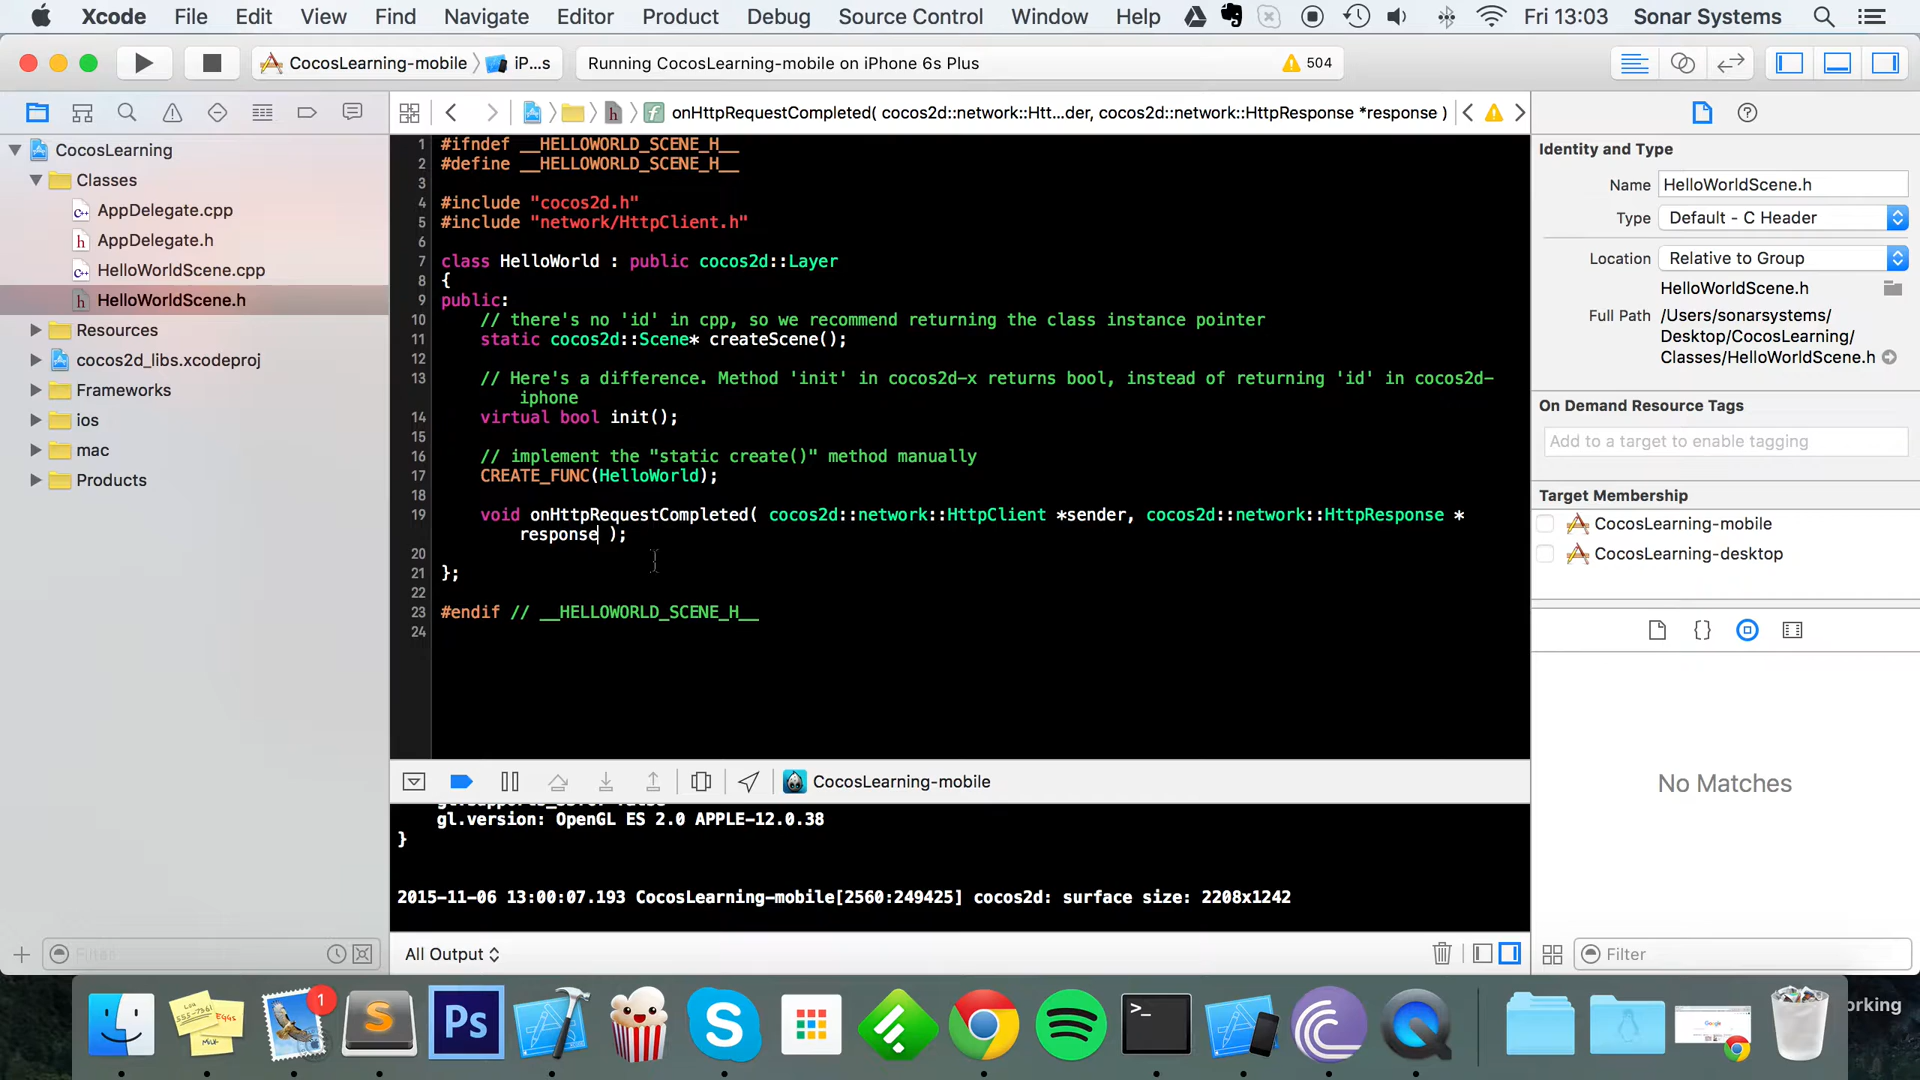 Xcode File Edit View Find Navigate Editor Product Debug Source Control Window Help Fri 13:03 Sonar Systems
CocosLearning-mobile iP...s Running CocosLearning-mobile on iPhone 6s Plus 504
onHttpRequestCompleted( cocos2d::network::Htt...der, cocos2d::network::HttpResponse *response )
CocosLearning
Classes
AppDelegate.cpp
AppDelegate.h
HelloWorldScene.cpp
HelloWorldScene.h
Resources
cocos2d_libs.xcodeproj
Frameworks
ios
mac
Products
Filter
1 #ifndef __HELLOWORLD_SCENE_H__
2 #define __HELLOWORLD_SCENE_H__
3
4 #include "cocos2d.h"
5 #include "network/HttpClient.h"
6
7 class HelloWorld : public cocos2d::Layer
8 {
9 public:
10 // there's no 'id' in cpp, so we recommend returning the class instance pointer
11 static cocos2d::Scene* createScene();
12
13 // Here's a difference. Method 'init' in cocos2d-x returns bool, instead of returning 'id' in cocos2d-
iphone
14 virtual bool init();
15
16 // implement the "static create()" method manually
17 CREATE_FUNC(HelloWorld);
18
19 void onHttpRequestCompleted( cocos2d::network::HttpClient *sender, cocos2d::network::HttpResponse *
response );
20
21 };
22
23 #endif // __HELLOWORLD_SCENE_H__
24
CocosLearning-mobile
gl.version: OpenGL ES 2.0 APPLE-12.0.38
}
2015-11-06 13:00:07.193 CocosLearning-mobile[2560:249425] cocos2d: surface size: 2208x1242
All Output
Identity and Type
Name HelloWorldScene.h
Type Default - C Header
Location Relative to Group
HelloWorldScene.h
Full Path /Users/sonarsystems/
Desktop/CocosLearning/
Classes/HelloWorldScene.h
On Demand Resource Tags
Add to a target to enable tagging
Target Membership
CocosLearning-mobile
CocosLearning-desktop
No Matches
Filter
1
S
Ps
S
>_
Google
orking